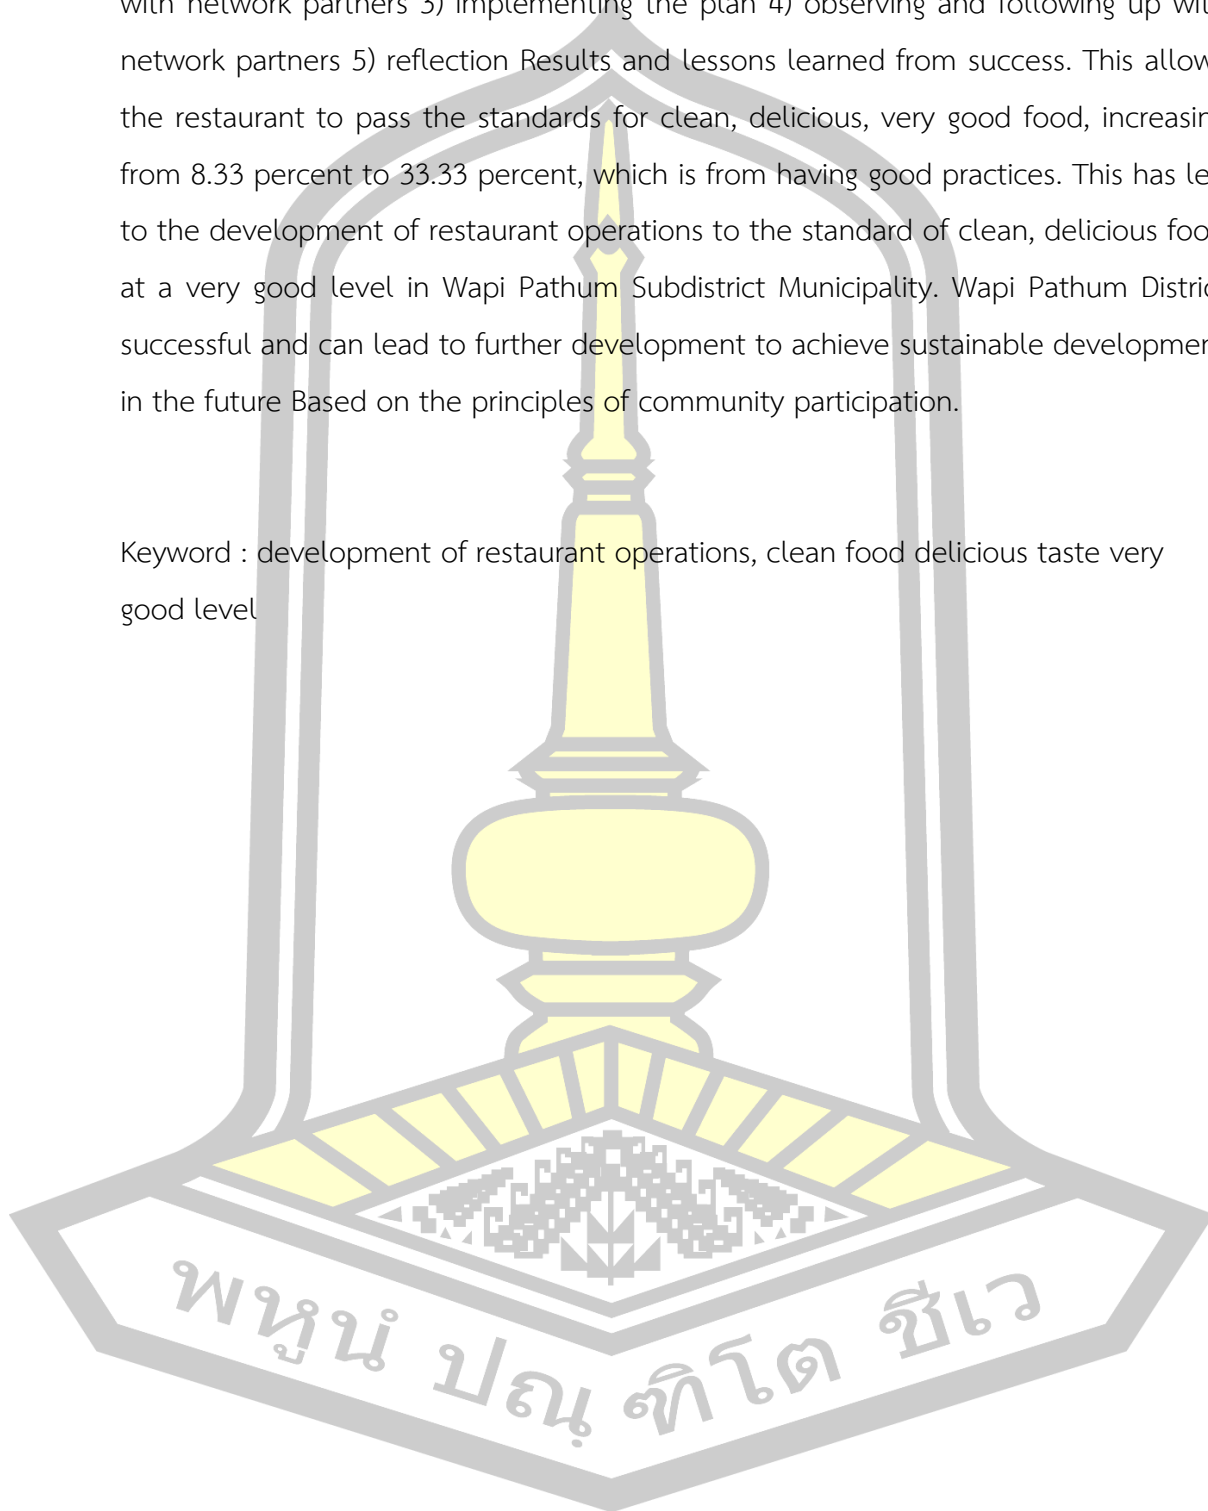 with network partners 3) implementing the plan 4) observing and following up wit
network partners 5) reflection Results and lessons learned from success. This allow
the restaurant to pass the standards for clean, delicious, very good food, increasin
from 8.33 percent to 33.33 percent, which is from having good practices. This has le
to the development of restaurant operations to the standard of clean, delicious foo
at a very good level in Wapi Pathum Subdistrict Municipality. Wapi Pathum Distric
successful and can lead to further development to achieve sustainable developmen
in the future Based on the principles of community participation.
Keyword : development of restaurant operations, clean food delicious taste very
good level
พหูนํ ปณฺ ฑิโต ชีเว